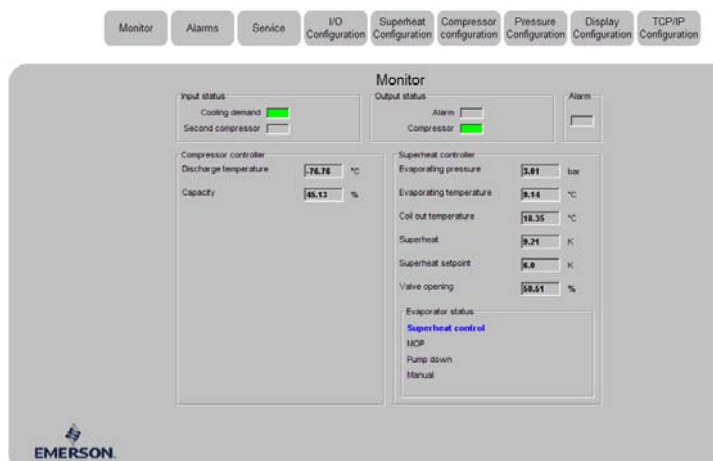 Monitor
Alarms
Service
I/O Configuration
Superheat Configuration
Compressor configuration
Pressure Configuration
Display Configuration
TCP/IP Configuration
Monitor
Input status
Cooling demand
Second compressor
Output status
Alarm
Compressor
Alarm
Compressor controller
Discharge temperature -76.76 °C
Capacity 45.13 %
Superheat controller
Evaporating pressure 3.01 bar
Evaporating temperature 9.14 °C
Coil out temperature 18.35 °C
Superheat 9.21 K
Superheat setpoint 6.0 K
Valve opening 50.51 %
Evaporator status
Superheat control
MOP
Pump down
Manual
EMERSON.